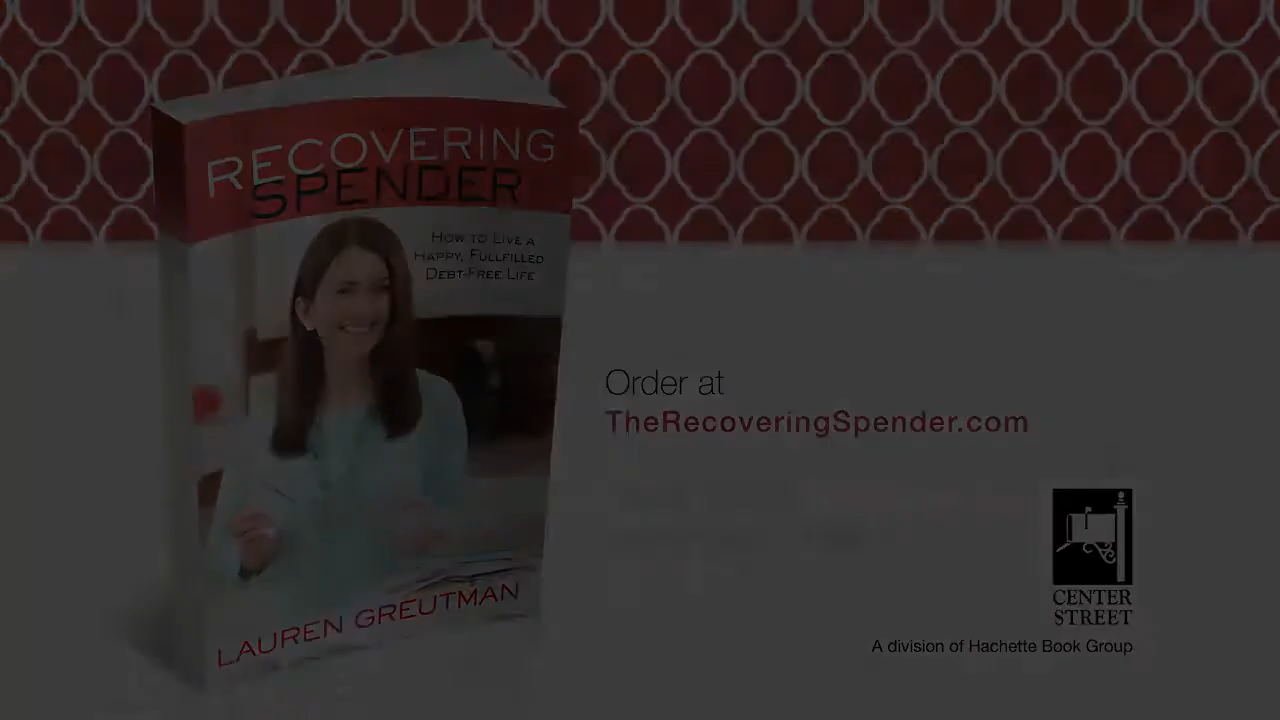 RECOVERING
SPENDER
HOW TO LIVE A
HAPPY, FULLFILLED
DEBT-FREE LIFE
LAUREN GREUTMAN
Order at
TheRecoveringSpender.com
CENTER
STREET
A division of Hachette Book Group